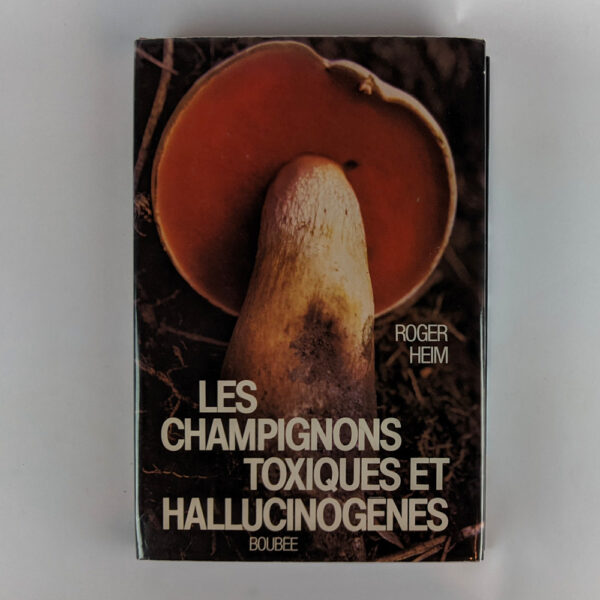 ROGER
HEIM
LES
CHAMPIGNONS
TOXIQUES ET
HALLUCINOGENES
BOUBEE